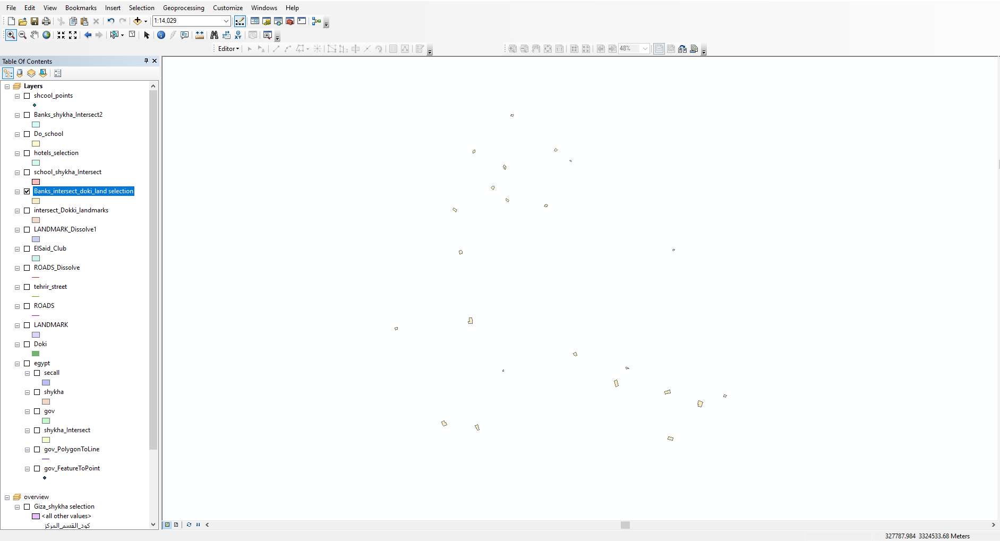 File Edit View Bookmarks Insert Selection Geoprocessing Customize Windows Help
1:14,029
Editor
48%
Table Of Contents
Layers
shcool_points
Banks_shykha_Intersect2
Do_school
hotels_selection
school_shykha_Intersect
Banks_intersect_doki_land selection
intersect_Dokki_landmarks
LANDMARK_Dissolve1
ElSaid_Club
ROADS_Dissolve
tehrir_street
ROADS
LANDMARK
Doki
egypt
secall
shykha
gov
shykha_Intersect
gov_PolygonToLine
gov_FeatureToPoint
overview
Giza_shykha selection
<all other values>
كود_القسم_المركز
327787.984 3324533.68 Meters